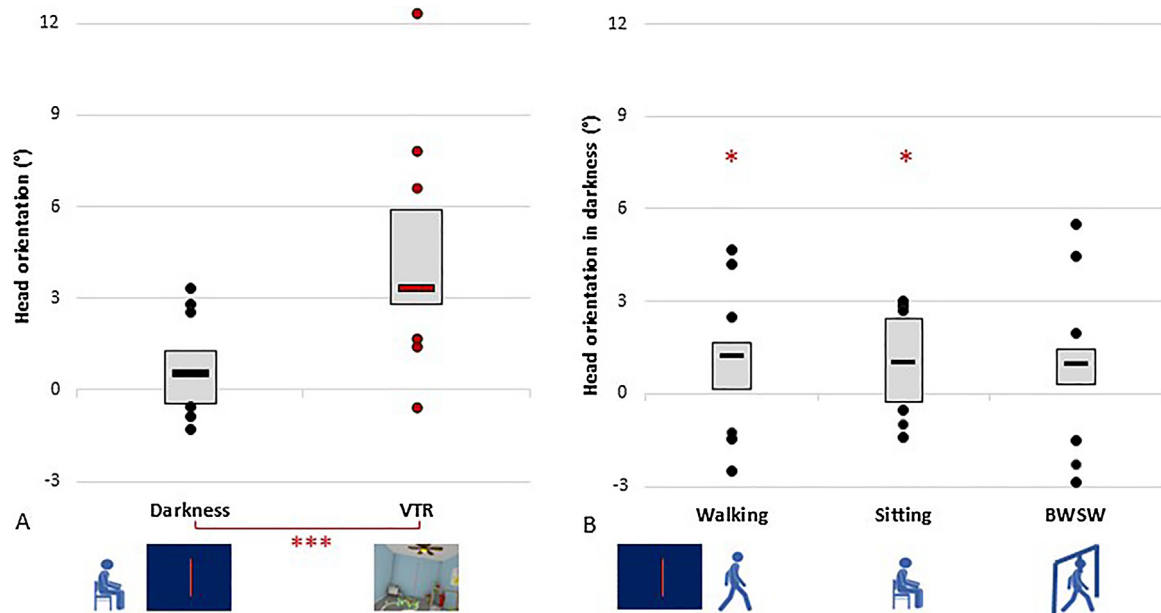 Head orientation (°)
12
9
6
3
0
-3
Darkness
VTR
***
A
Head orientation in darkness (°)
12
9
6
3
0
-3
*
*
Walking
Sitting
BWSW
B